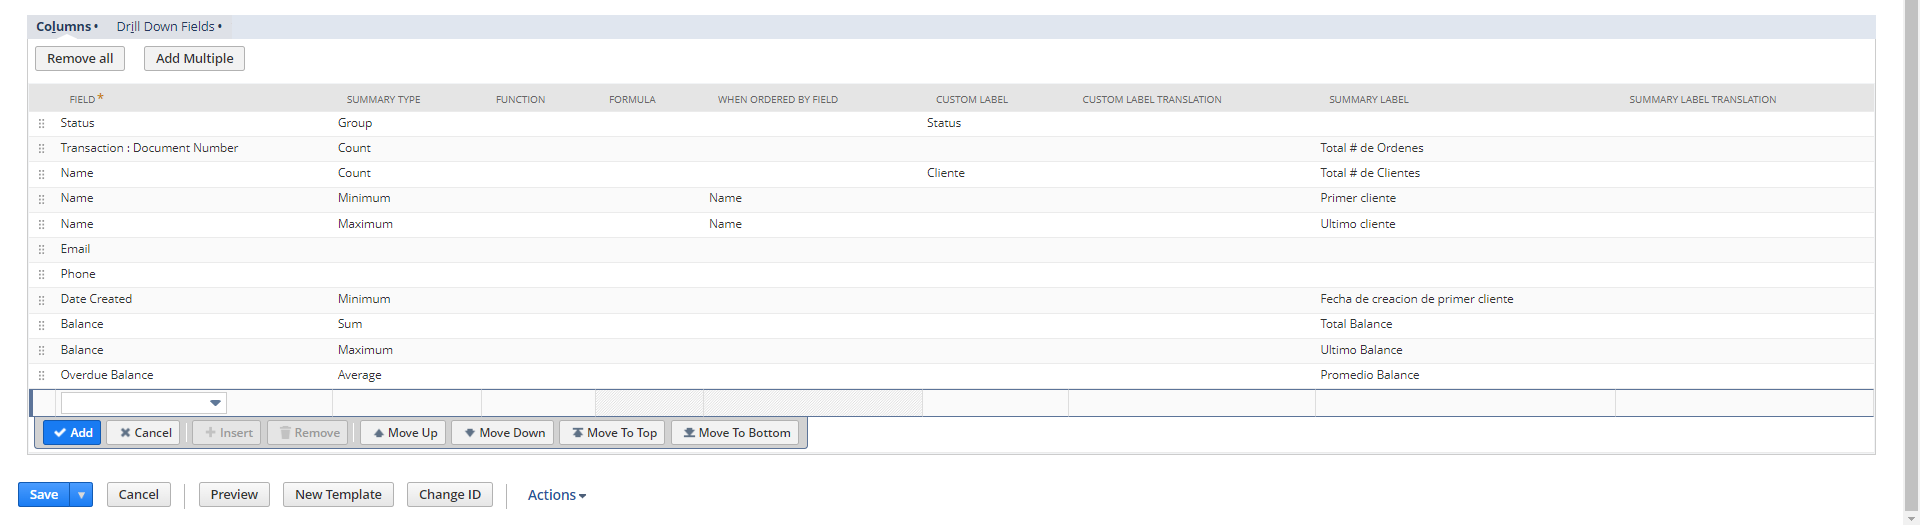 Columns • Drill Down Fields •
Remove all Add Multiple
FIELD * SUMMARY TYPE FUNCTION FORMULA WHEN ORDERED BY FIELD CUSTOM LABEL CUSTOM LABEL TRANSLATION SUMMARY LABEL SUMMARY LABEL TRANSLATION
Status Group Status
Transaction : Document Number Count Total # de Ordenes
Name Count Cliente Total # de Clientes
Name Minimum Name Primer cliente
Name Maximum Name Ultimo cliente
Email
Phone
Date Created Minimum Fecha de creacion de primer cliente
Balance Sum Total Balance
Balance Maximum Ultimo Balance
Overdue Balance Average Promedio Balance
Add Cancel Insert Remove Move Up Move Down Move To Top Move To Bottom
Save Cancel Preview New Template Change ID Actions